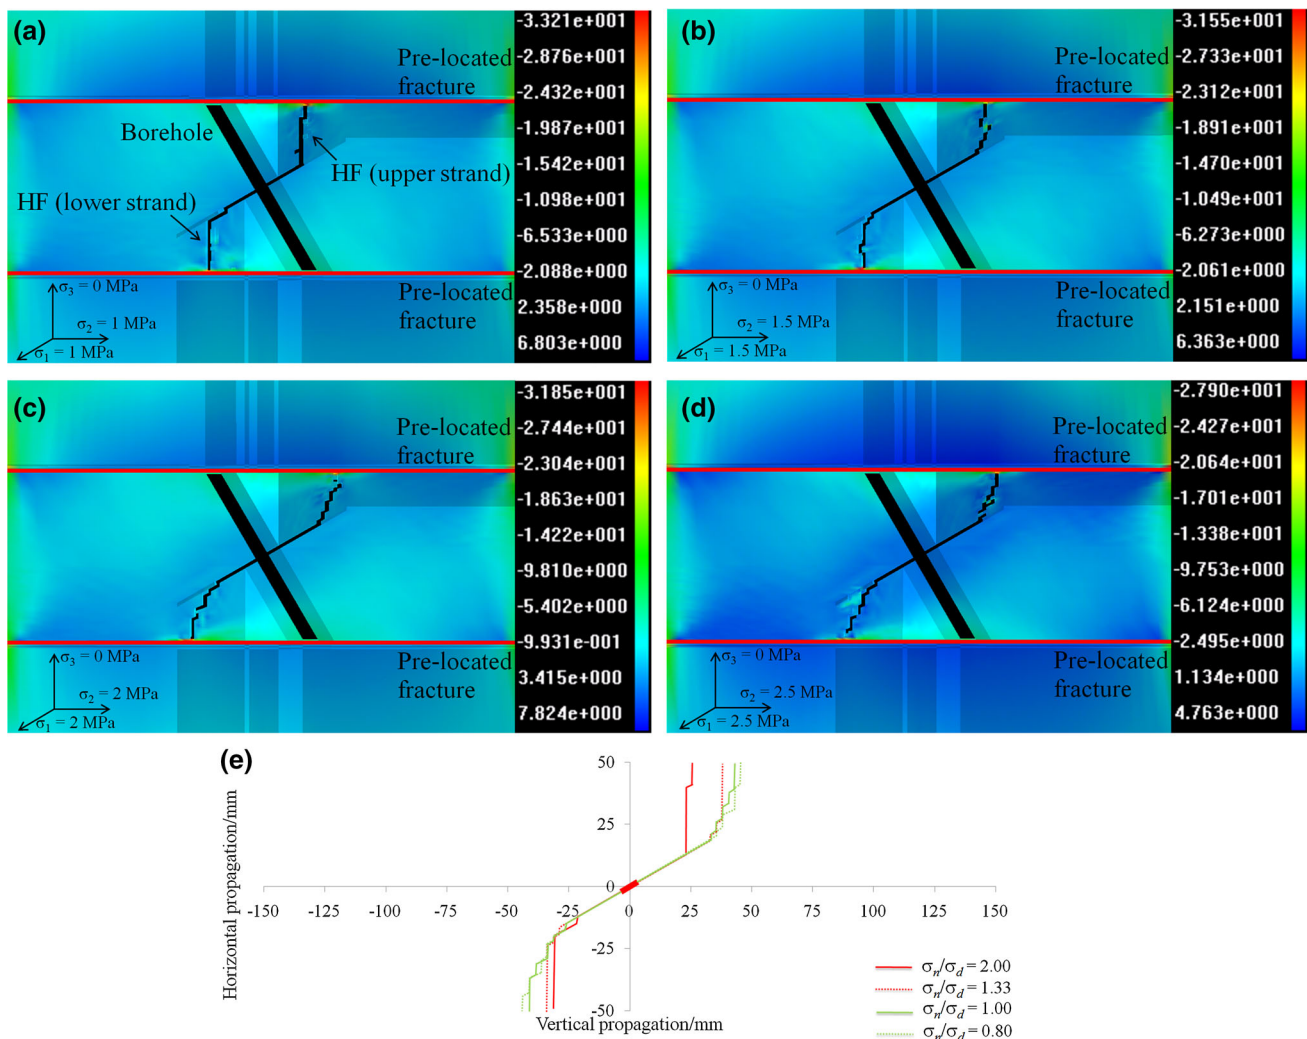 (a)
Pre-located
fracture
Borehole
HF (upper strand)
HF (lower strand)
σ3 = 0 MPa
σ2 = 1 MPa
σ1 = 1 MPa
Pre-located
fracture
-3.321e+001
-2.876e+001
-2.432e+001
-1.987e+001
-1.542e+001
-1.098e+001
-6.533e+000
-2.088e+000
2.358e+000
6.803e+000
(b)
Pre-located
fracture
σ3 = 0 MPa
σ2 = 1.5 MPa
σ1 = 1.5 MPa
Pre-located
fracture
-3.155e+001
-2.733e+001
-2.312e+001
-1.891e+001
-1.470e+001
-1.049e+001
-6.273e+000
-2.061e+000
2.151e+000
6.363e+000
(c)
Pre-located
fracture
σ3 = 0 MPa
σ2 = 2 MPa
σ1 = 2 MPa
Pre-located
fracture
-3.185e+001
-2.744e+001
-2.304e+001
-1.863e+001
-1.422e+001
-9.810e+000
-5.402e+000
-9.931e-001
3.415e+000
7.824e+000
(d)
Pre-located
fracture
σ3 = 0 MPa
σ2 = 2.5 MPa
σ1 = 2.5 MPa
Pre-located
fracture
-2.790e+001
-2.427e+001
-2.064e+001
-1.701e+001
-1.338e+001
-9.753e+000
-6.124e+000
-2.495e+000
1.134e+000
4.763e+000
(e)
Horizontal propagation/mm
50
25
0
-25
-50
-150 -125 -100 -75 -50 -25 0 25 50 75 100 125 150
Vertical propagation/mm
σn/σd = 2.00
σn/σd = 1.33
σn/σd = 1.00
σn/σd = 0.80